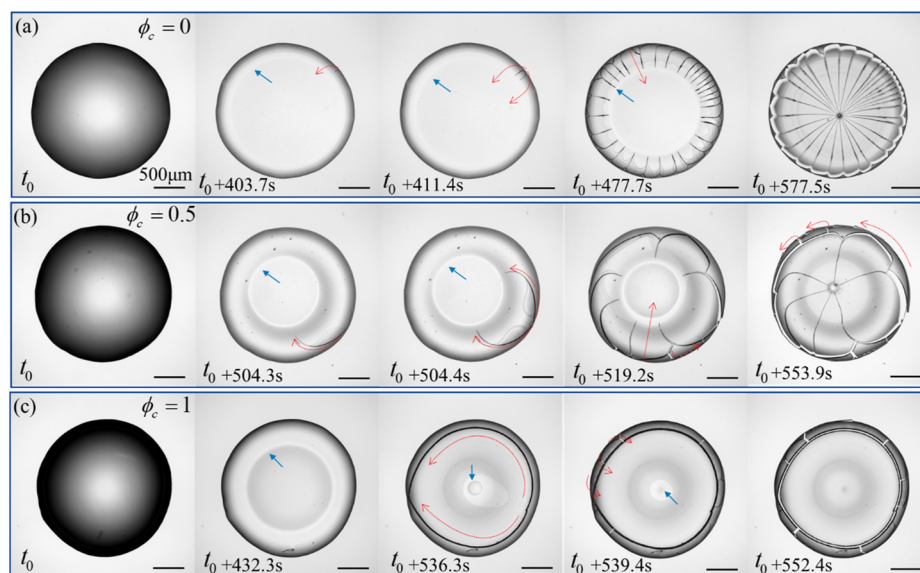 (a) ϕc = 0
t0 500μm t0 +403.7s t0 +411.4s t0 +477.7s t0 +577.5s
(b) ϕc = 0.5
t0 t0 +504.3s t0 +504.4s t0 +519.2s t0 +553.9s
(c) ϕc = 1
t0 t0 +432.3s t0 +536.3s t0 +539.4s t0 +552.4s